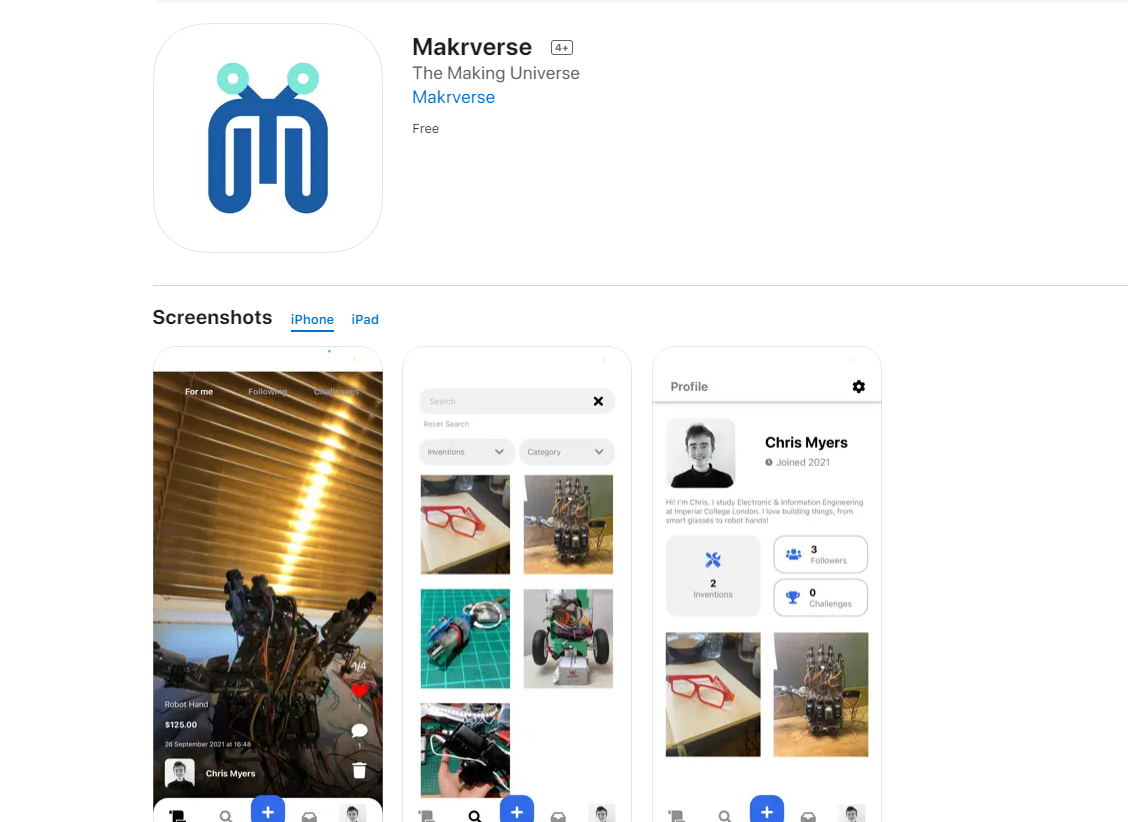 Makrverse 4+
The Making Universe
Makrverse
Free
Screenshots iPhone iPad
For me Following Challenges
1/4
1
Robot Hand
$125.00
1
26 September 2021 at 16:48
Chris Myers
Search
Reset Search
Inventions Category
Profile
Chris Myers
Joined 2021
Hi! I'm Chris. I study Electronic & Information Engineering
at Imperial College London. I love building things, from
smart glasses to robot hands!
2
Inventions
3
Followers
0
Challenges